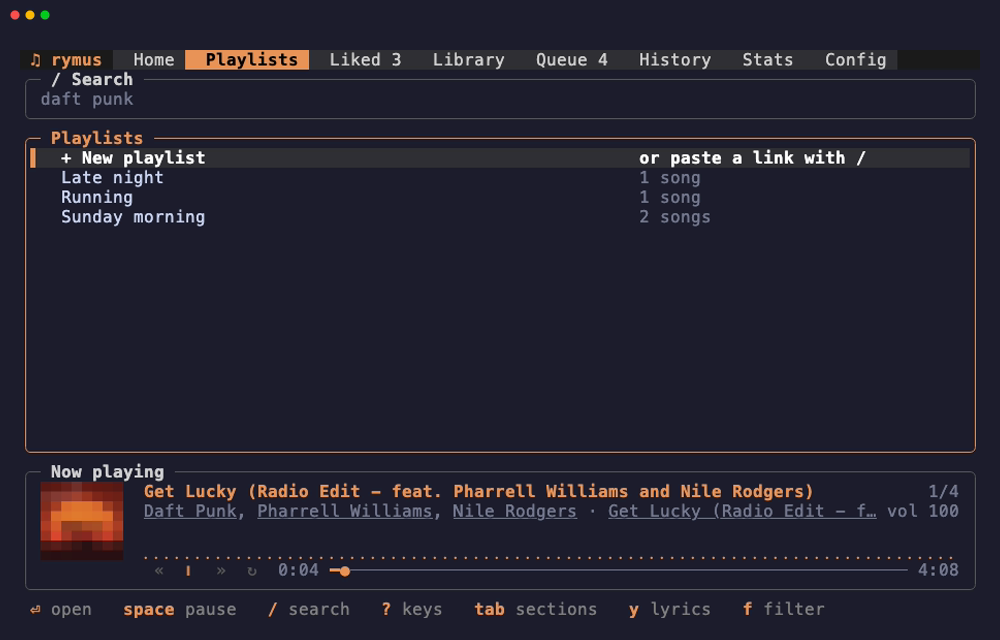 ♫ rymus Home Playlists Liked 3 Library Queue 4 History Stats Config
/ Search
daft punk
Playlists
+ New playlist or paste a link with /
Late night 1 song
Running 1 song
Sunday morning 2 songs
Now playing
Get Lucky (Radio Edit – feat. Pharrell Williams and Nile Rodgers) 1/4
Daft Punk, Pharrell Williams, Nile Rodgers · Get Lucky (Radio Edit – f… vol 100
« » ↻ 0:04 4:08
⏎ open space pause / search ? keys tab sections y lyrics f filter